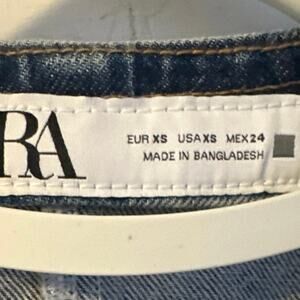 RA
EUR XS USA XS MEX 24
MADE IN BANGLADESH